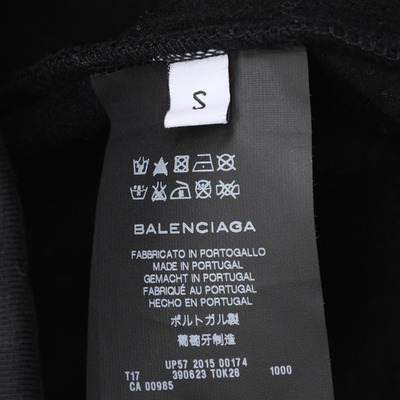 S
BALENCIAGA
FABBRICATO IN PORTOGALLO
MADE IN PORTUGAL
GEMACHT IN PORTUGAL
FABRIQUÉ AU PORTUGAL
HECHO EN PORTUGAL
ポルトガル製
葡萄牙制造
UP57 2015 00174
T17 390623 TOK28 1000
CA 00985